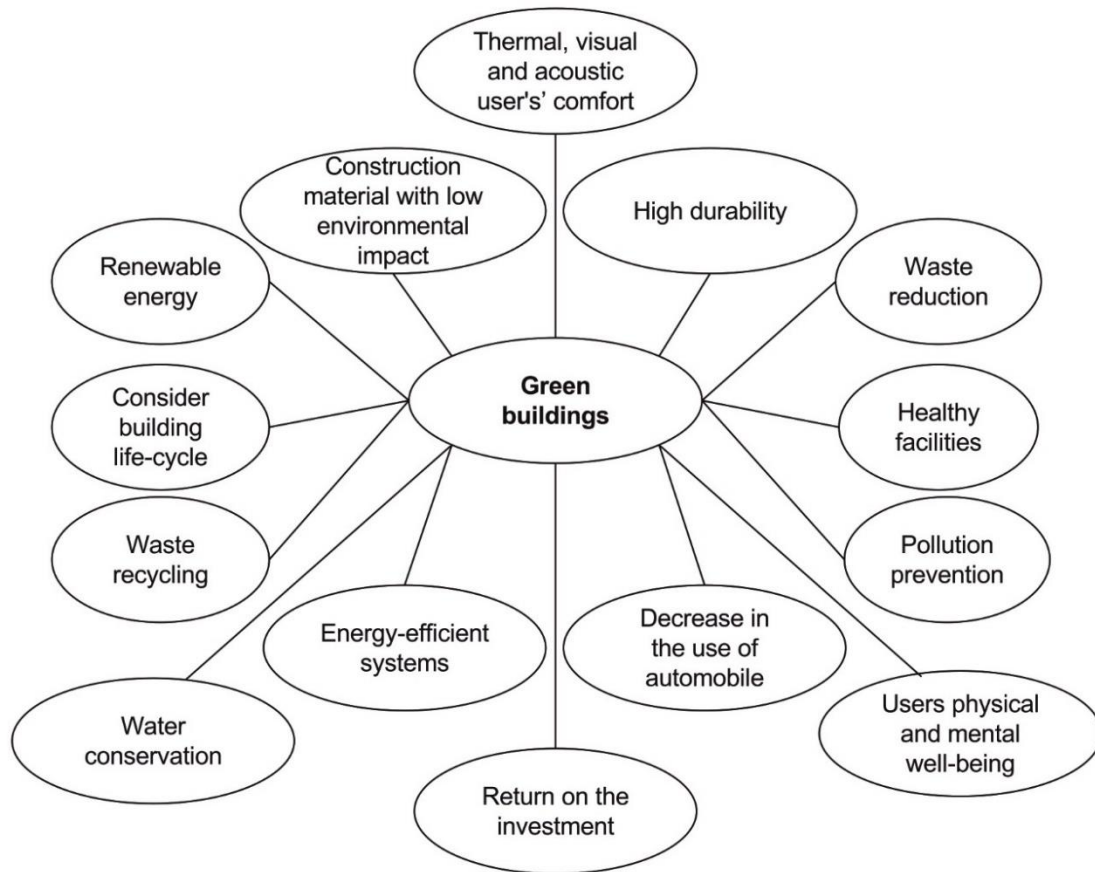 Thermal, visual
and acoustic
user's’ comfort
Construction
material with low
environmental
impact
High durability
Renewable
energy
Waste
reduction
Green
buildings
Consider
building
life-cycle
Healthy
facilities
Waste
recycling
Pollution
prevention
Energy-efficient
systems
Decrease in
the use of
automobile
Water
conservation
Users physical
and mental
well-being
Return on the
investment